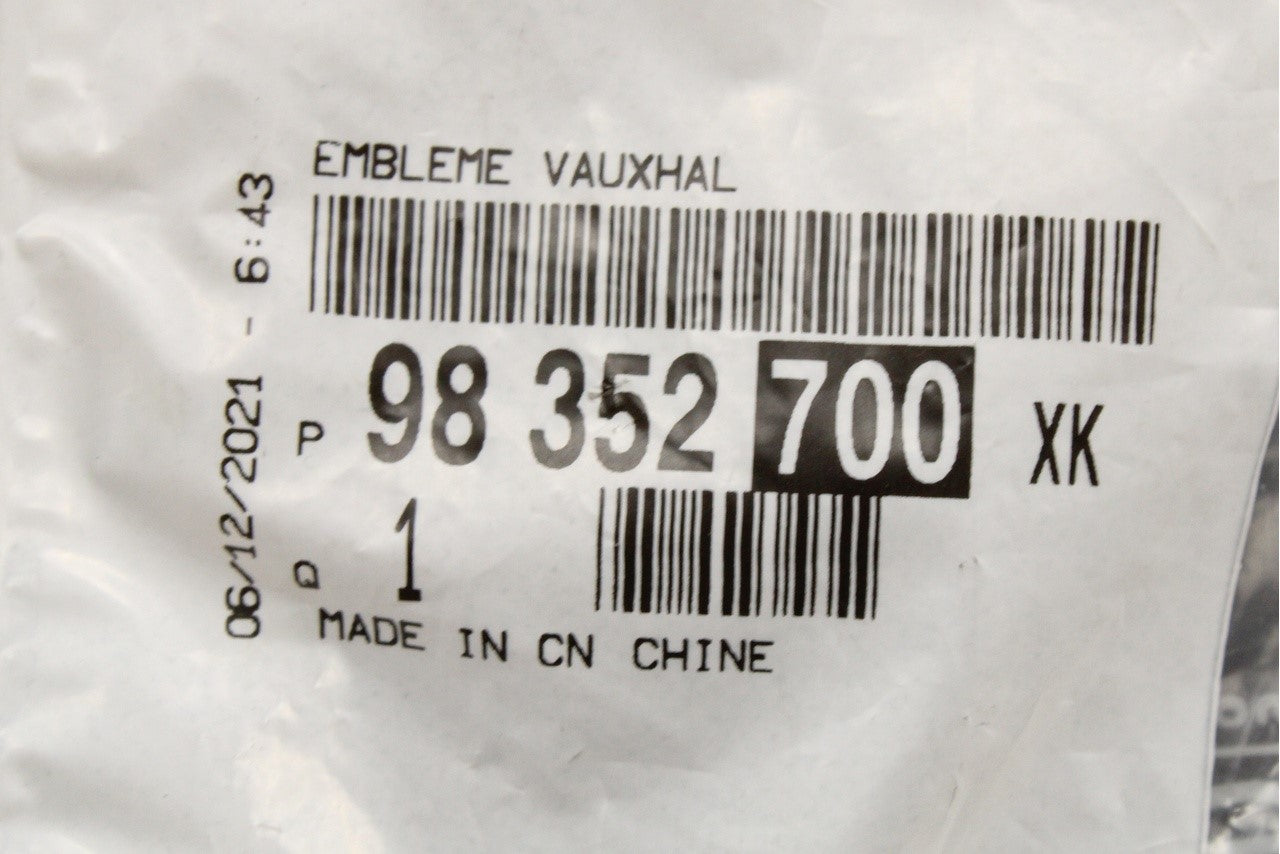 EMBLEME VAUXHAL
P 98 352 700 XK
Q 1
MADE IN CN CHINE
06/12/2021 - 6:43